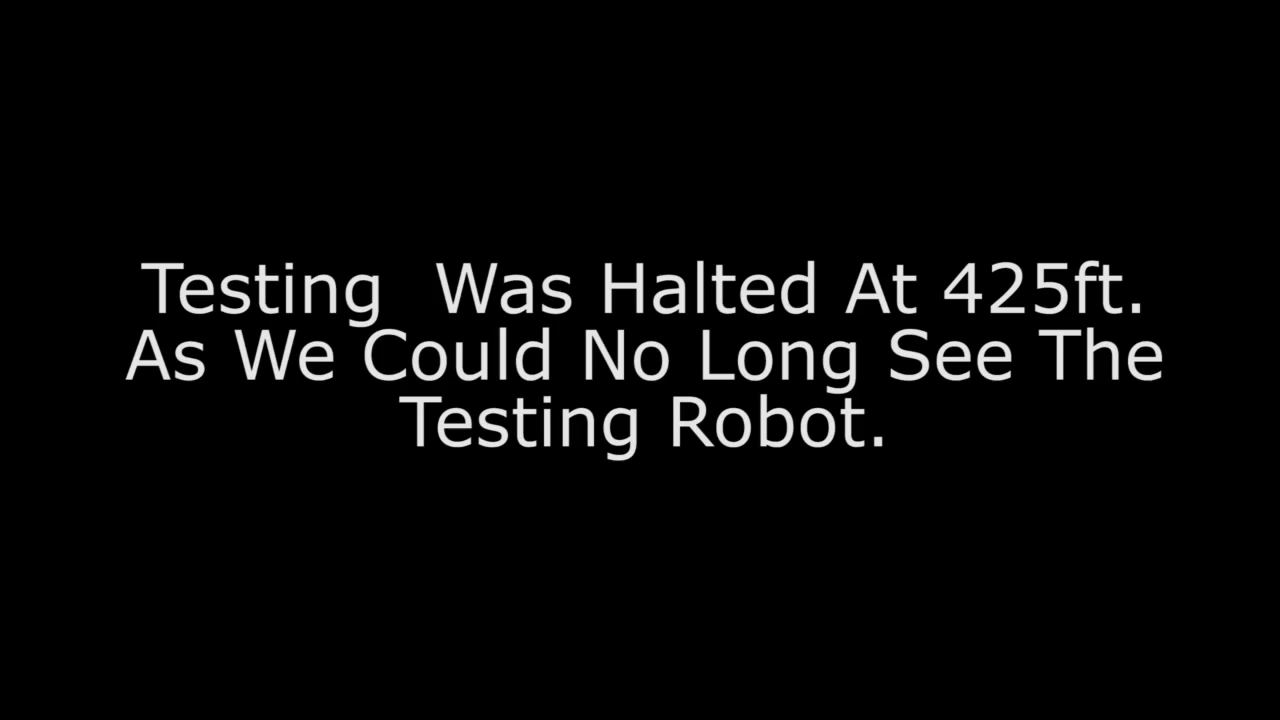 Testing  Was Halted At 425ft.
As We Could No Long See The
Testing Robot.